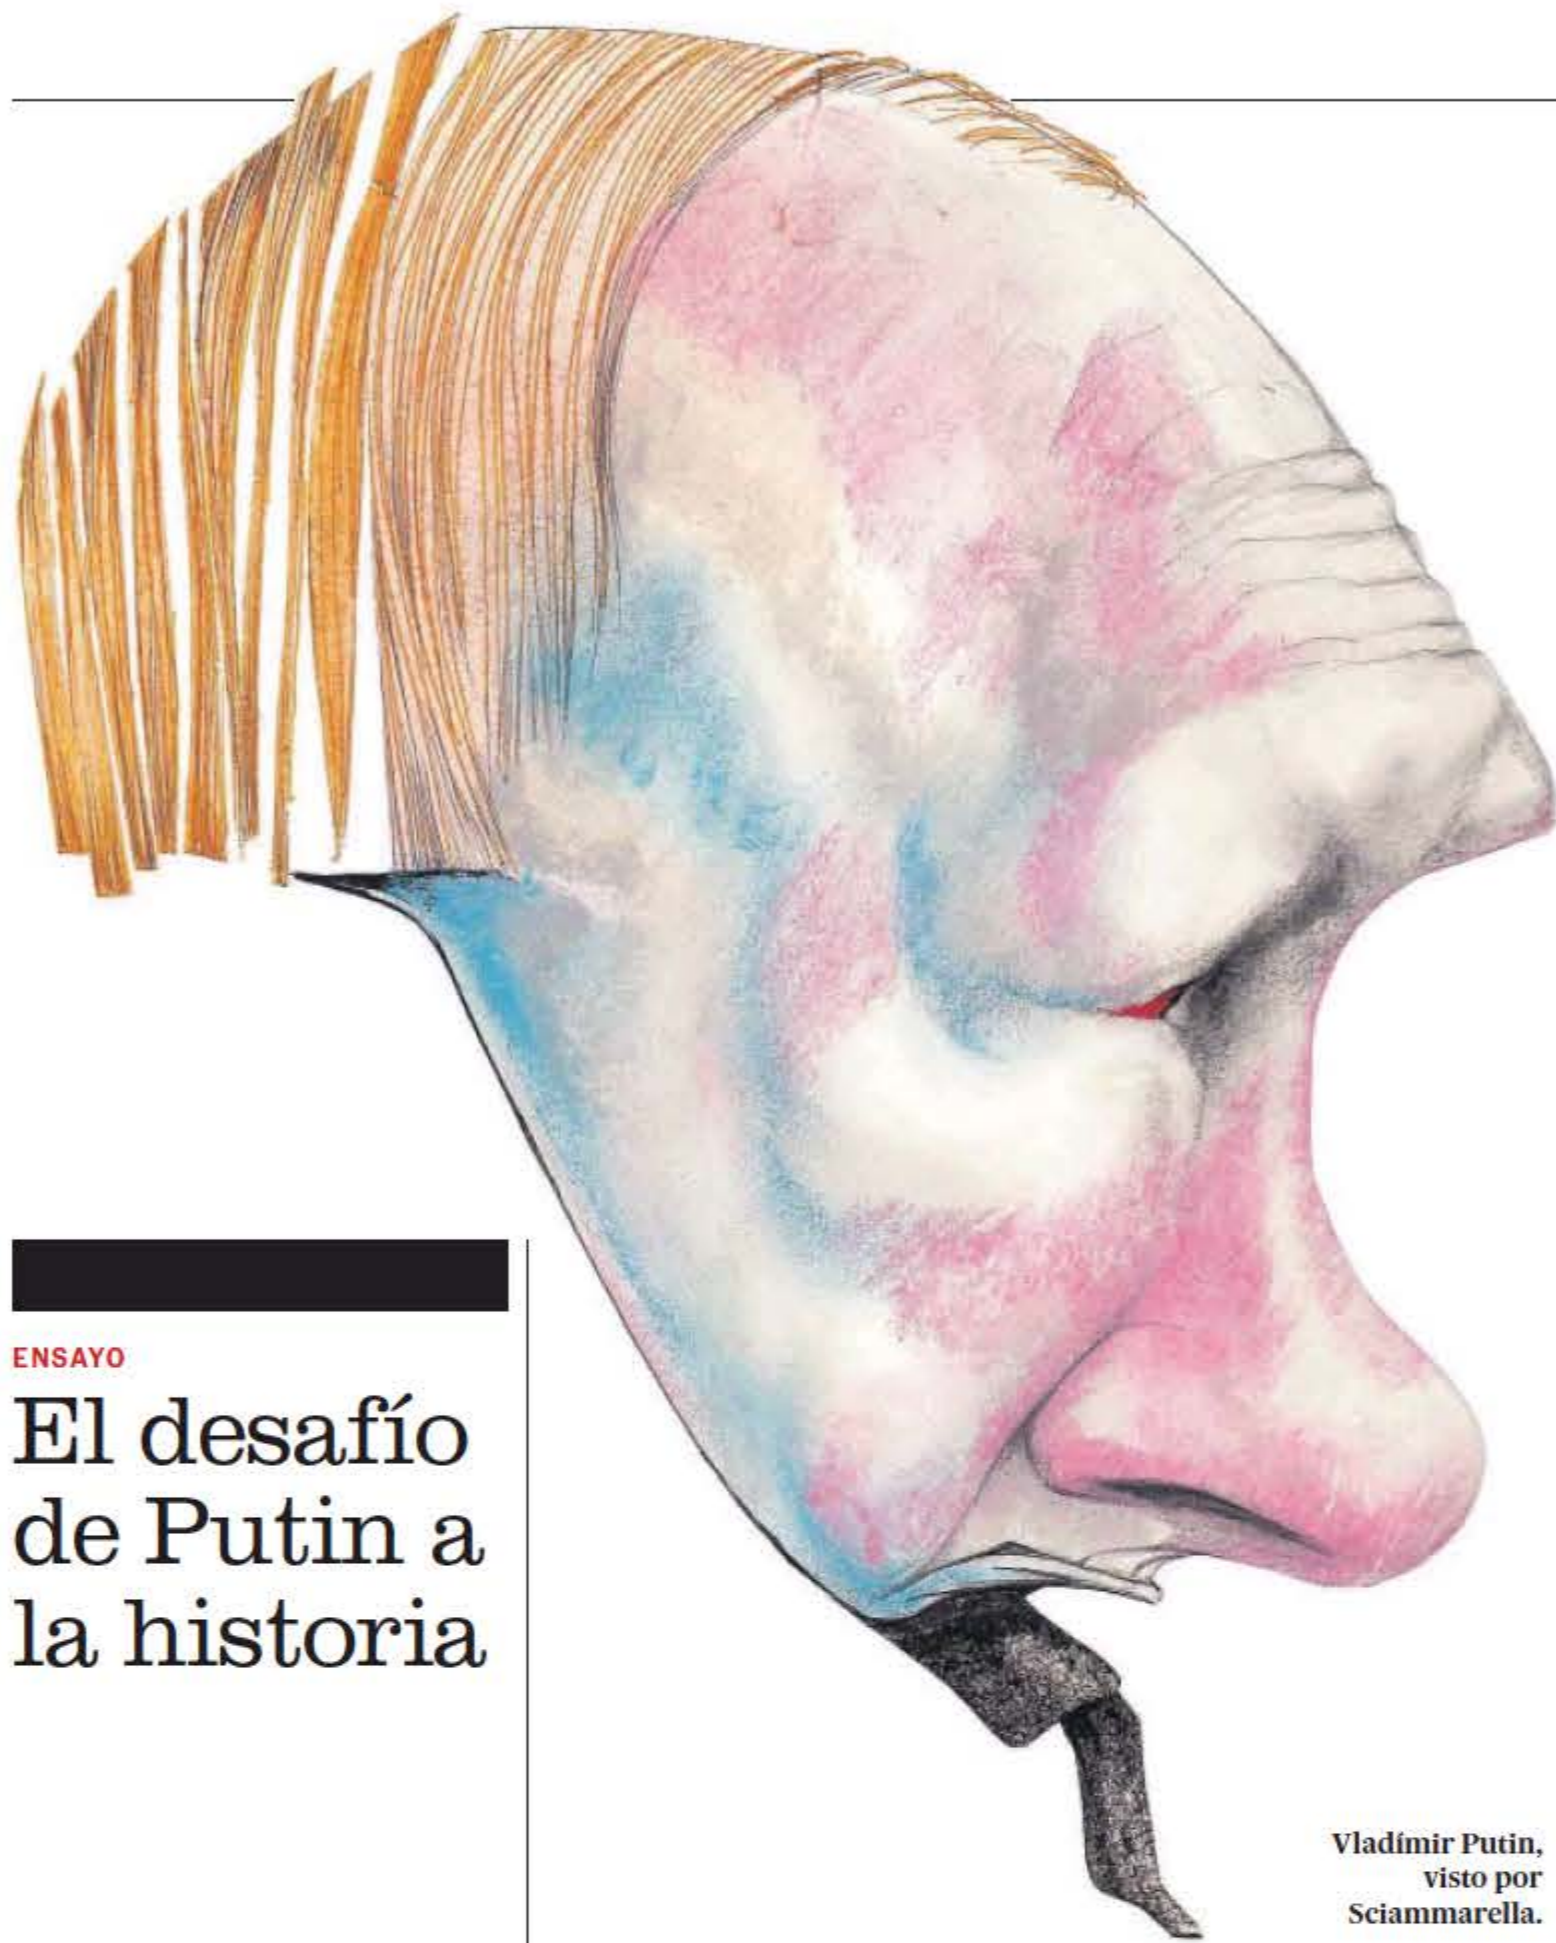 ENSAYO
El desafío
de Putin a
la historia
Vladímir Putin,
visto por
Sciammarella.